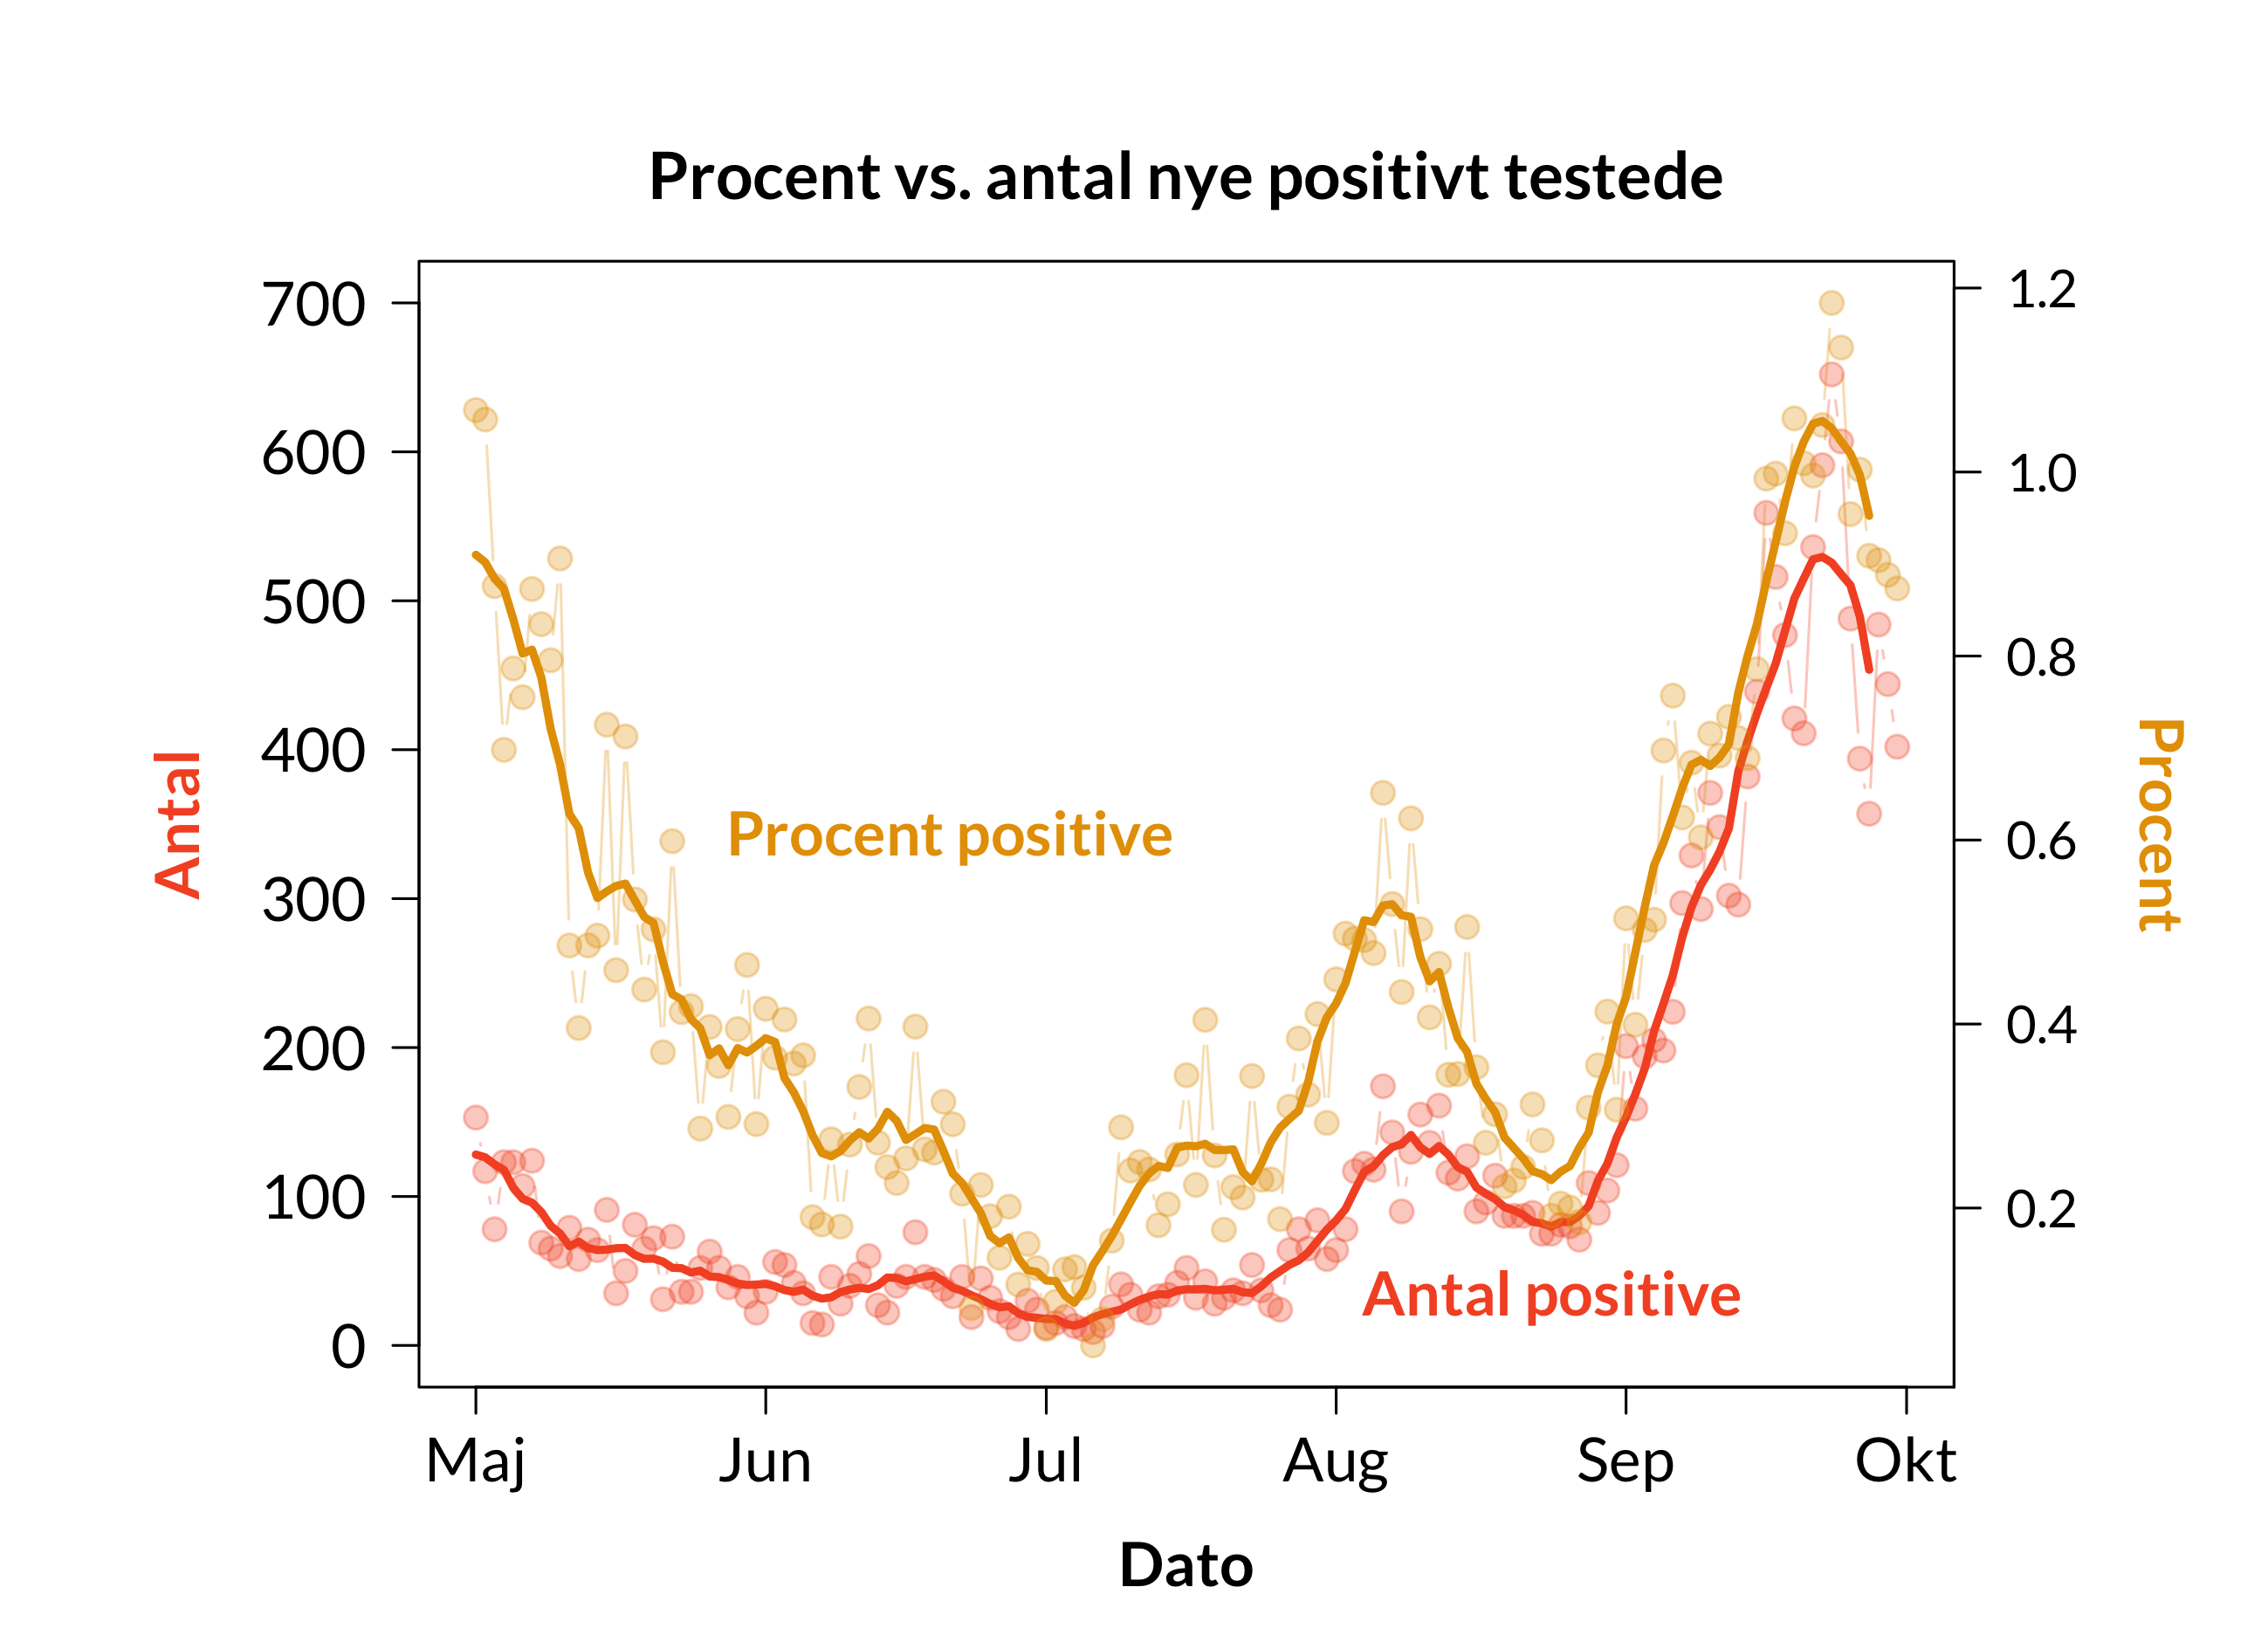 Procent vs. antal nye positivt testede
700
600
500
400
300
200
100
0
Antal
1.2
1.0
0.8
0.6
0.4
0.2
Procent
Procent positive
Antal positive
Maj Jun Jul Aug Sep Okt
Dato